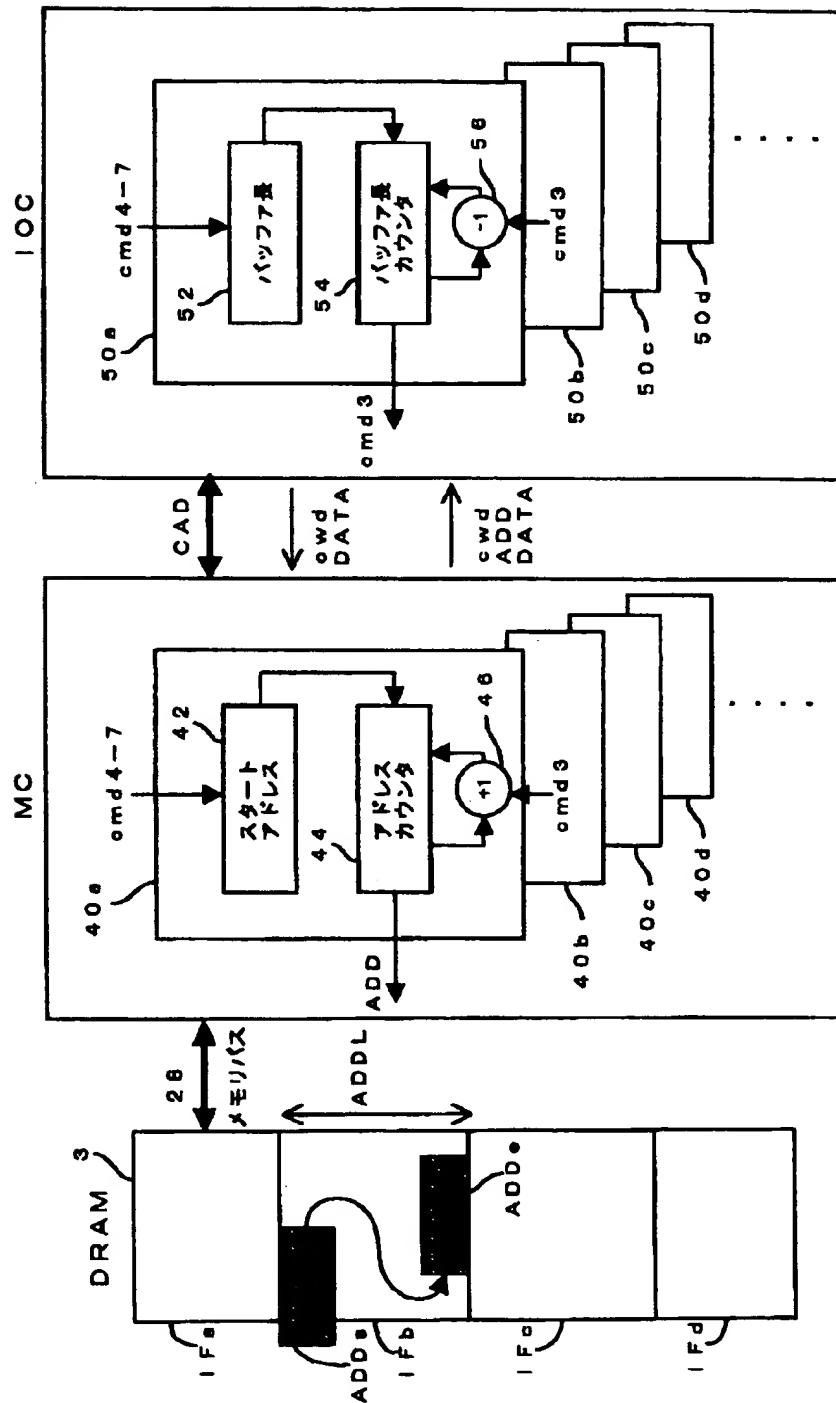 DRAM
3
IFa
ADDs
IFb
IFc
IFd
ADDe
ADDL
28
メモリバス
MC
40a
cmd4-7
42
スタート
アドレス
44
アドレス
カウンタ
ADD
+1
46
cmd3
40b
40c
40d
....
CAD
cwd
DATA
cwd
ADD
DATA
IOC
50a
cmd4-7
52
バッファ長
54
バッファ長
カウンタ
cmd3
-1
56
cmd3
50b
50c
50d
....